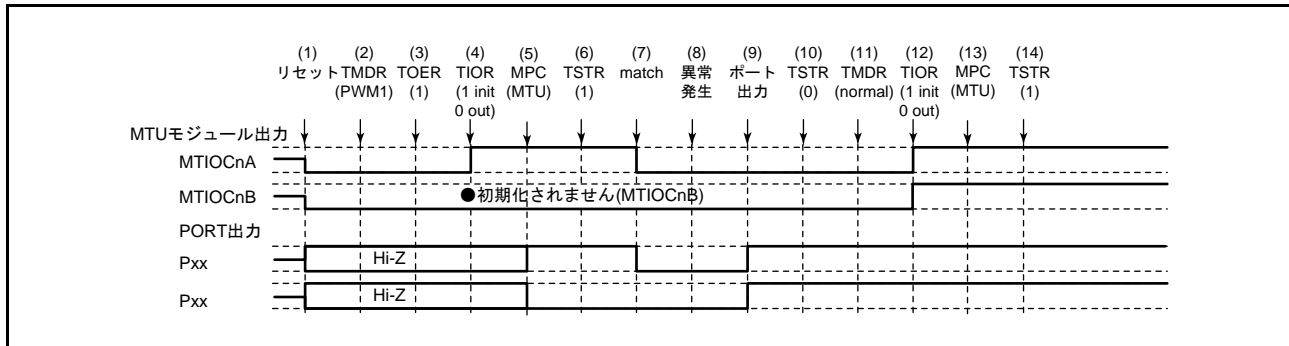 (1) (2) (3) (4) (5) (6) (7) (8) (9) (10) (11) (12) (13) (14)
リセット TMDR TOER TIOR MPC TSTR match 異常 ポート TSTR TMDR TIOR MPC TSTR
(PWM1) (1) (1 init (MTU) (1) 発生 出力 (0) (normal) (1 init (MTU) (1)
0 out) 0 out)
MTUモジュール出力
MTIOCnA
MTIOCnB ●初期化されません(MTIOCnB)
PORT出力
Pxx Hi-Z
Pxx Hi-Z